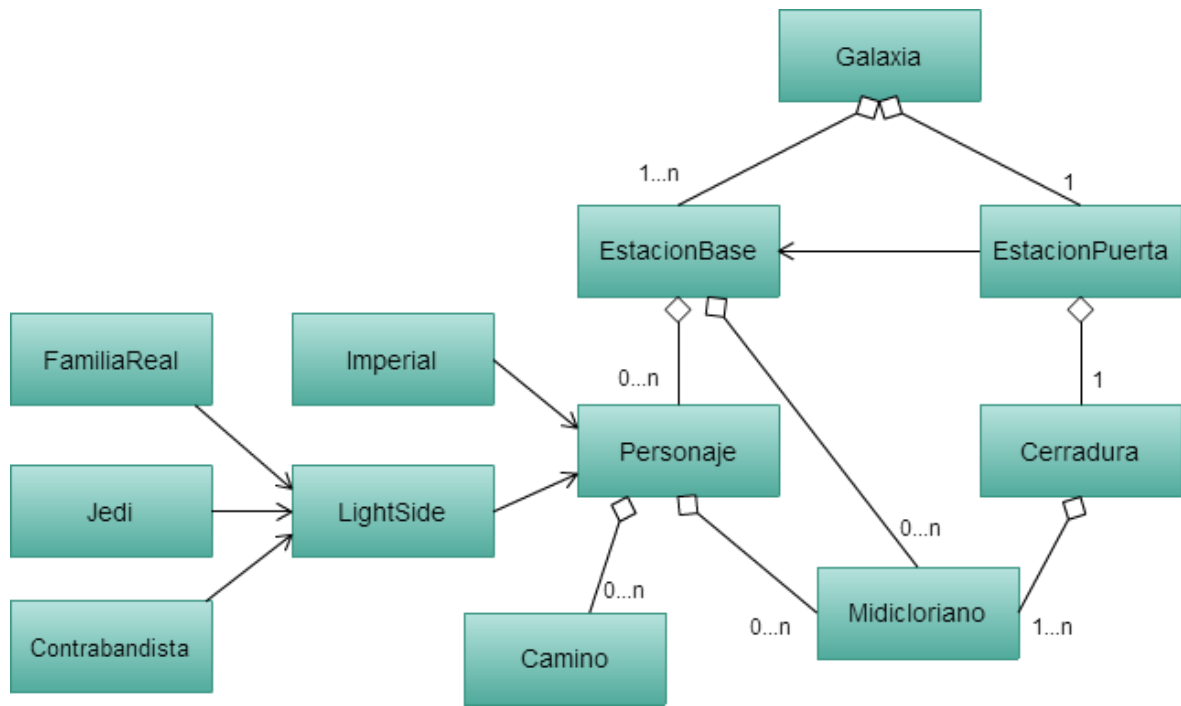 Galaxia
1...n
1
EstacionBase
EstacionPuerta
FamiliaReal
Imperial
0...n
1
Personaje
Cerradura
Jedi
LightSide
0...n
0...n
0...n
1...n
Contrabandista
Camino
Midicloriano